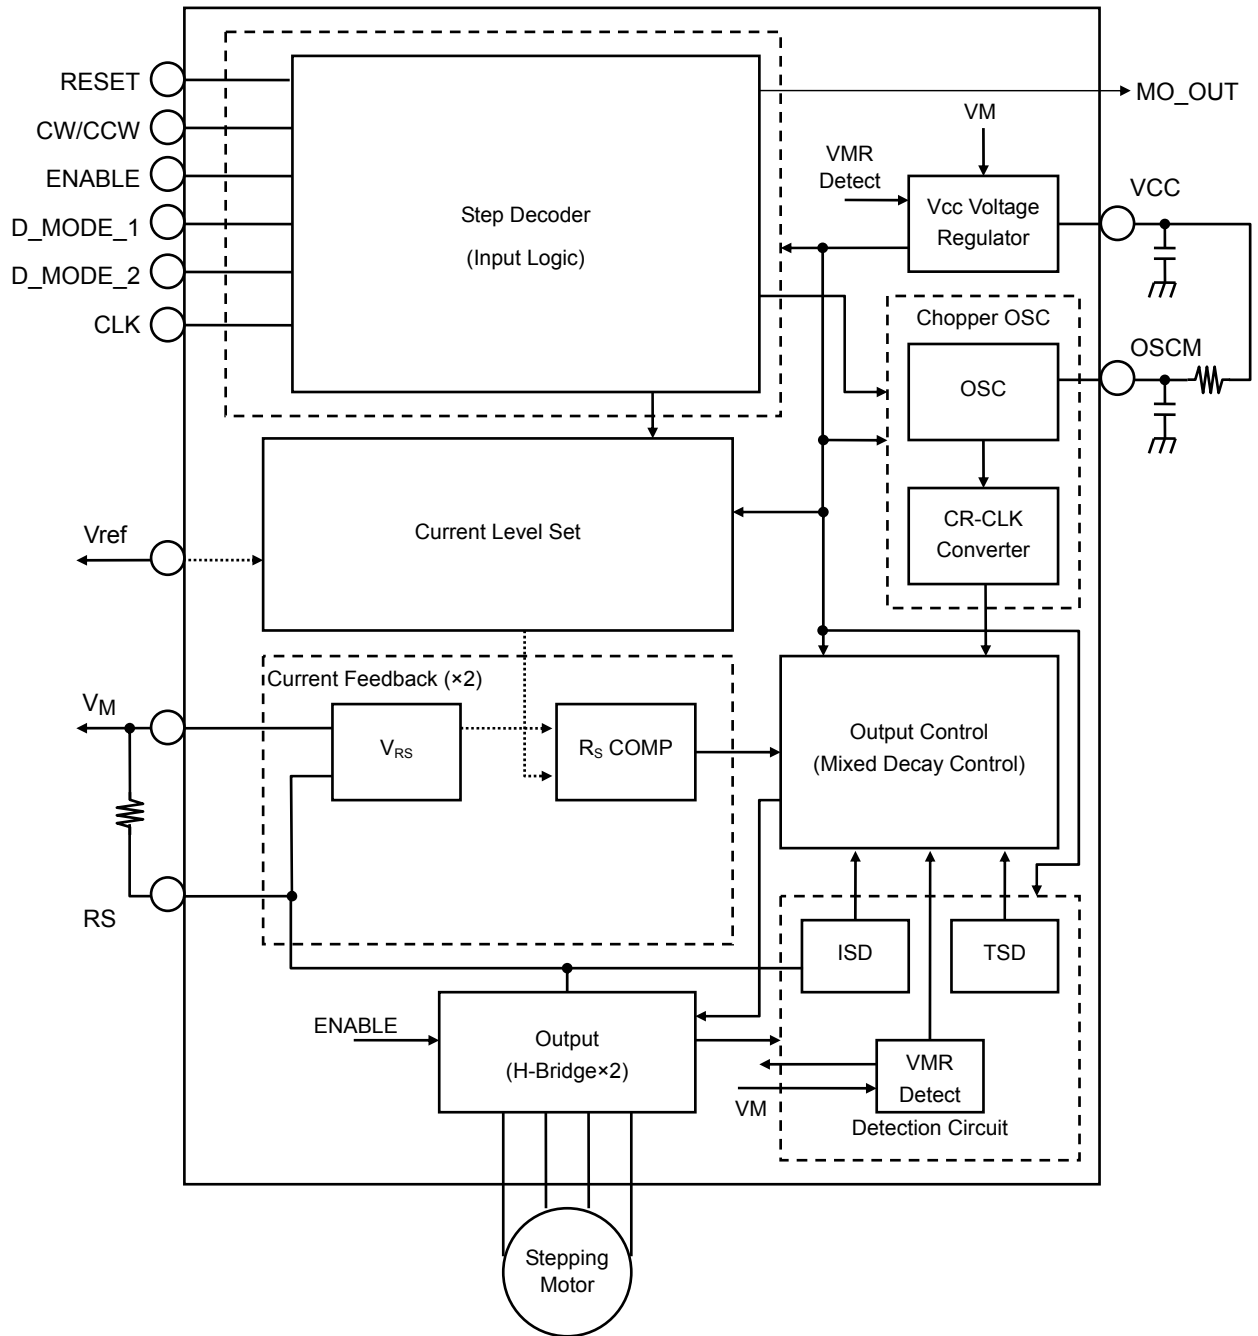 RESET
CW/CCW
ENABLE
D_MODE_1
D_MODE_2
CLK
Step Decoder
(Input Logic)
MO_OUT
VM
VMR
Detect
Vcc Voltage
Regulator
VCC
Chopper OSC
OSC
OSCM
CR-CLK
Converter
Vref
Current Level Set
Current Feedback (×2)
VM
VRS
RS COMP
Output Control
(Mixed Decay Control)
RS
ISD
TSD
ENABLE
Output
(H-Bridge×2)
VMR
Detect
VM
Detection Circuit
Stepping
Motor